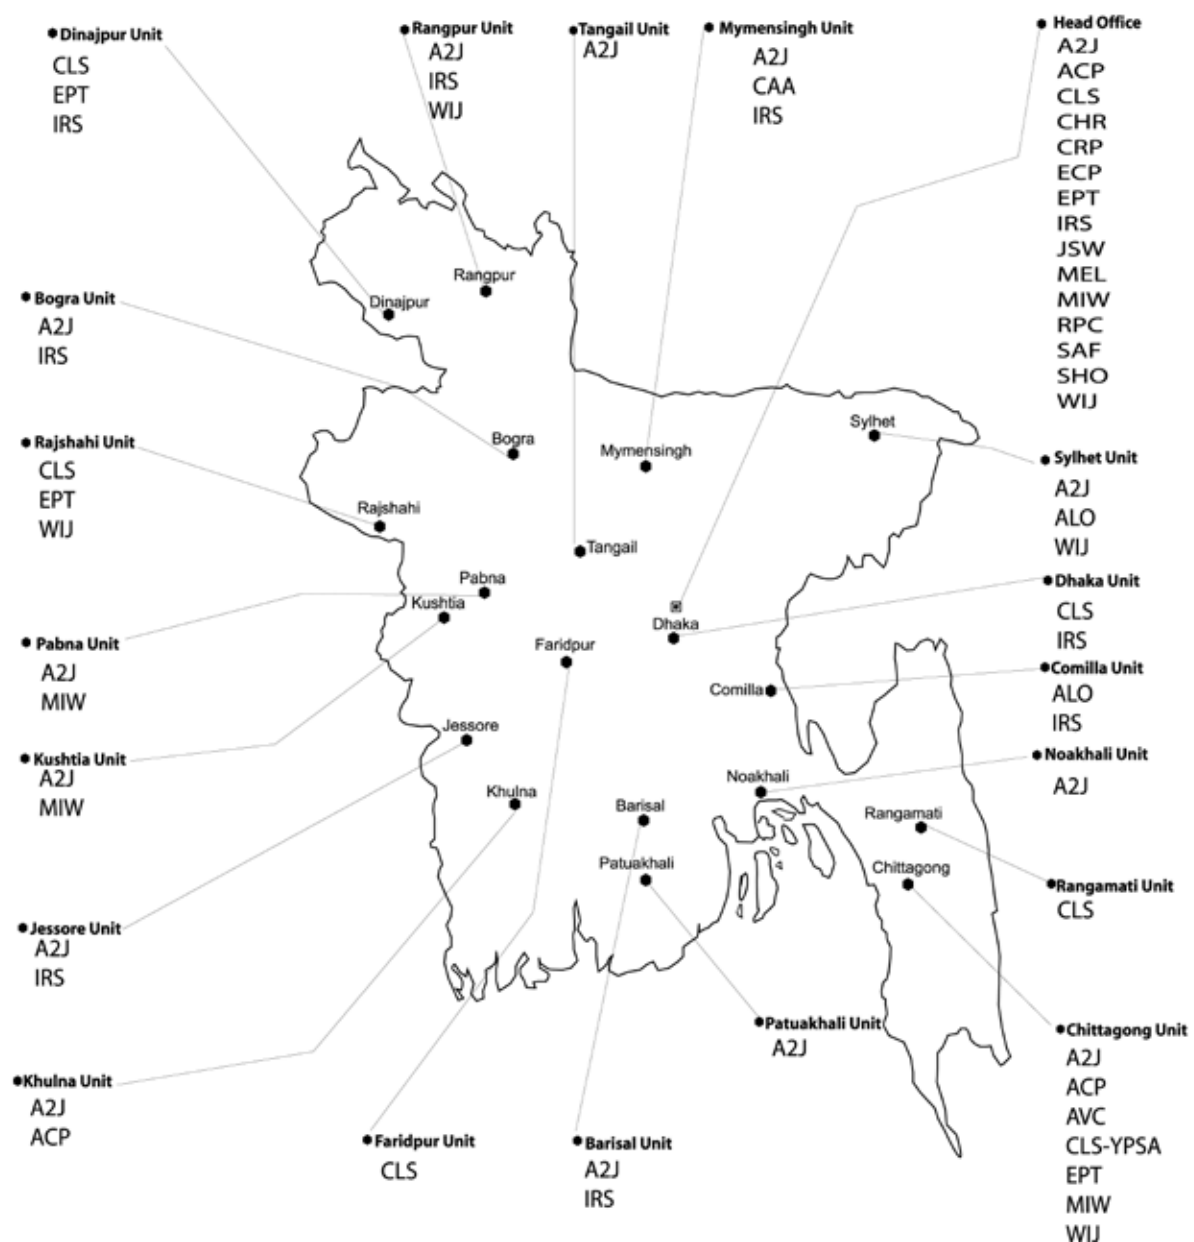 Dinajpur Unit
CLS
EPT
IRS
Rangpur Unit
A2J
IRS
WIJ
Tangail Unit
A2J
Mymensingh Unit
A2J
CAA
IRS
Head Office
A2J
ACP
CLS
CHR
CRP
ECP
EPT
IRS
JSW
MEL
MIW
RPC
SAF
SHO
WIJ
Bogra Unit
A2J
IRS
Rajshahi Unit
CLS
EPT
WIJ
Pabna Unit
A2J
MIW
Kushtia Unit
A2J
MIW
Jessore Unit
A2J
IRS
Khulna Unit
A2J
ACP
Rangpur
Dinajpur
Bogra
Mymensingh
Sylhet
Rajshahi
Tangail
Pabna
Kushtia
Dhaka
Faridpur
Comilla
Jessore
Noakhali
Khulna
Barisal
Rangamati
Patuakhali
Chittagong
Sylhet Unit
A2J
ALO
WIJ
Dhaka Unit
CLS
IRS
Comilla Unit
ALO
IRS
Noakhali Unit
A2J
Rangamati Unit
CLS
Chittagong Unit
A2J
ACP
AVC
CLS-YPSA
EPT
MIW
WIJ
Patuakhali Unit
A2J
Faridpur Unit
CLS
Barisal Unit
A2J
IRS